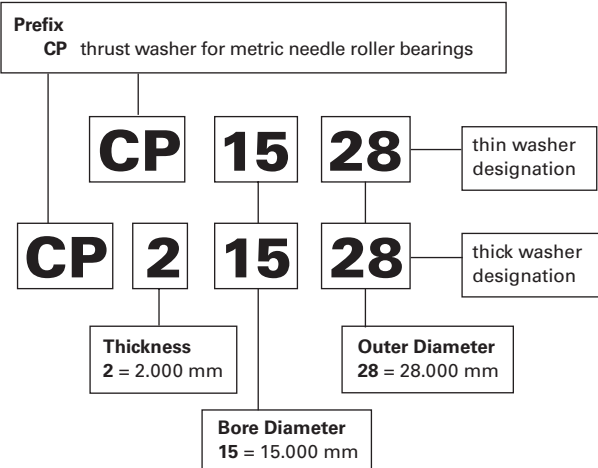 Prefix
CP thrust washer for metric needle roller bearings
CP 15 28
thin washer
designation
CP 2 15 28
thick washer
designation
Thickness
2 = 2.000 mm
Outer Diameter
28 = 28.000 mm
Bore Diameter
15 = 15.000 mm